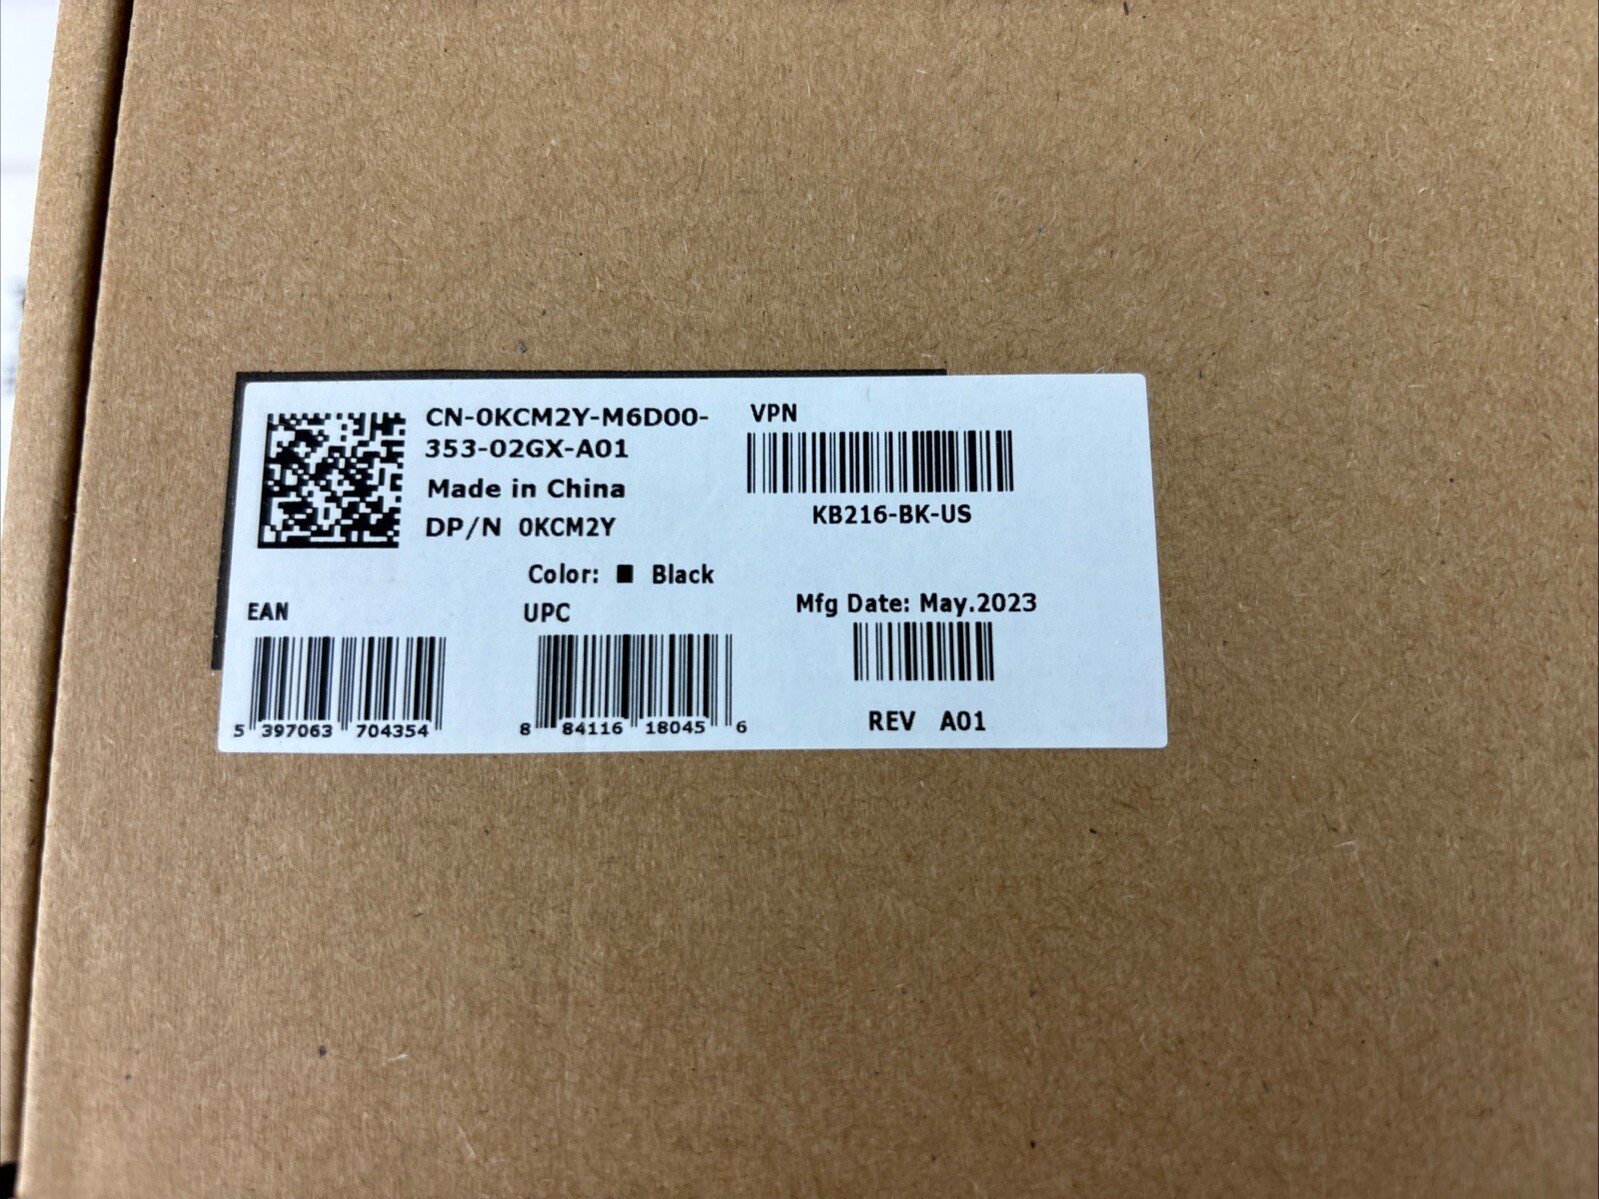 CN-0KCM2Y-M6D00-
353-02GX-A01
Made in China
DP/N 0KCM2Y
VPN
KB216-BK-US
Color: ■ Black
EAN
5 397063 704354
UPC
8 84116 18045 6
Mfg Date: May.2023
REV A01